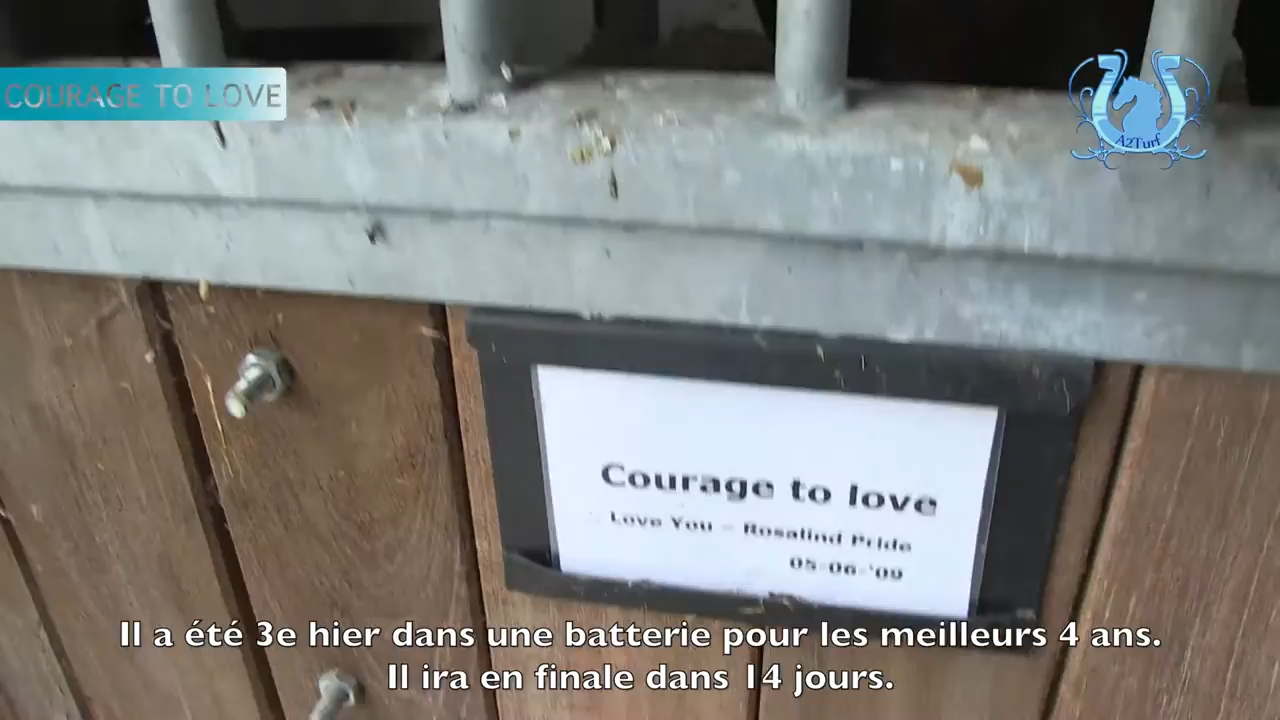 COURAGE TO LOVE
A2Turf
Courage to love
Love You - Rosalind Pride
05-06-'09
Il a été 3e hier dans une batterie pour les meilleurs 4 ans.
Il ira en finale dans 14 jours.